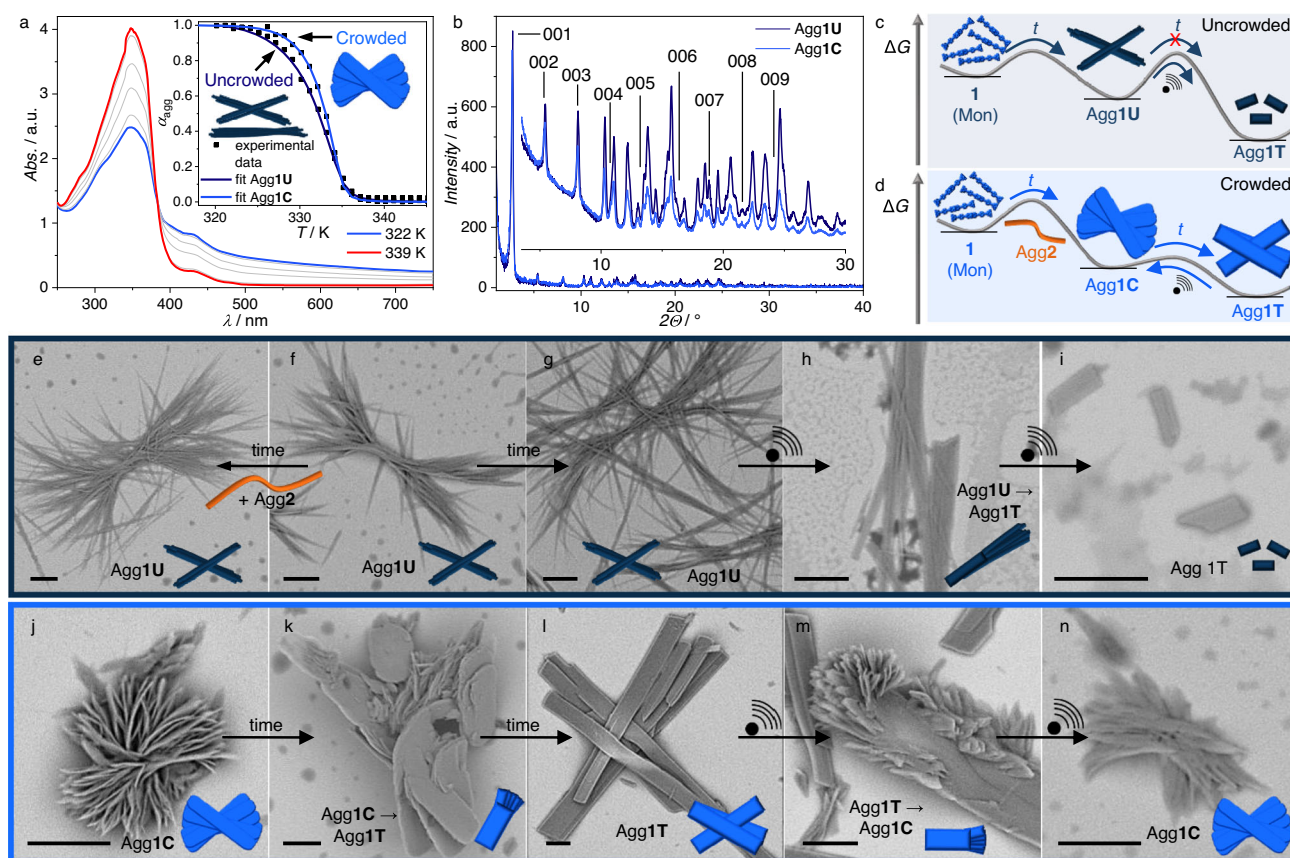 a
Abs. / a.u.
4
3
2
1
0
300
400
500
600
700
λ / nm
322 K
339 K
αagg
1.0
0.8
0.6
0.4
0.2
0.0
320
330
340
T / K
Crowded
Uncrowded
experimental
data
fit Agg1U
fit Agg1C
b
Agg1U
Agg1C
Intensity / a.u.
800
600
400
200
0
001
002
003
004
005
006
007
008
009
10
20
30
10
20
30
40
2Θ / °
c
Uncrowded
ΔG
t
t
1
(Mon)
Agg1U
Agg1T
d
Crowded
ΔG
t
t
1
(Mon)
Agg2
Agg1C
Agg1T
e
Agg1U
f
time
+ Agg2
Agg1U
g
time
Agg1U
h
Agg1U →
Agg1T
i
Agg 1T
j
Agg1C
k
time
Agg1C →
Agg1T
l
time
Agg1T
m
Agg1T →
Agg1C
n
Agg1C